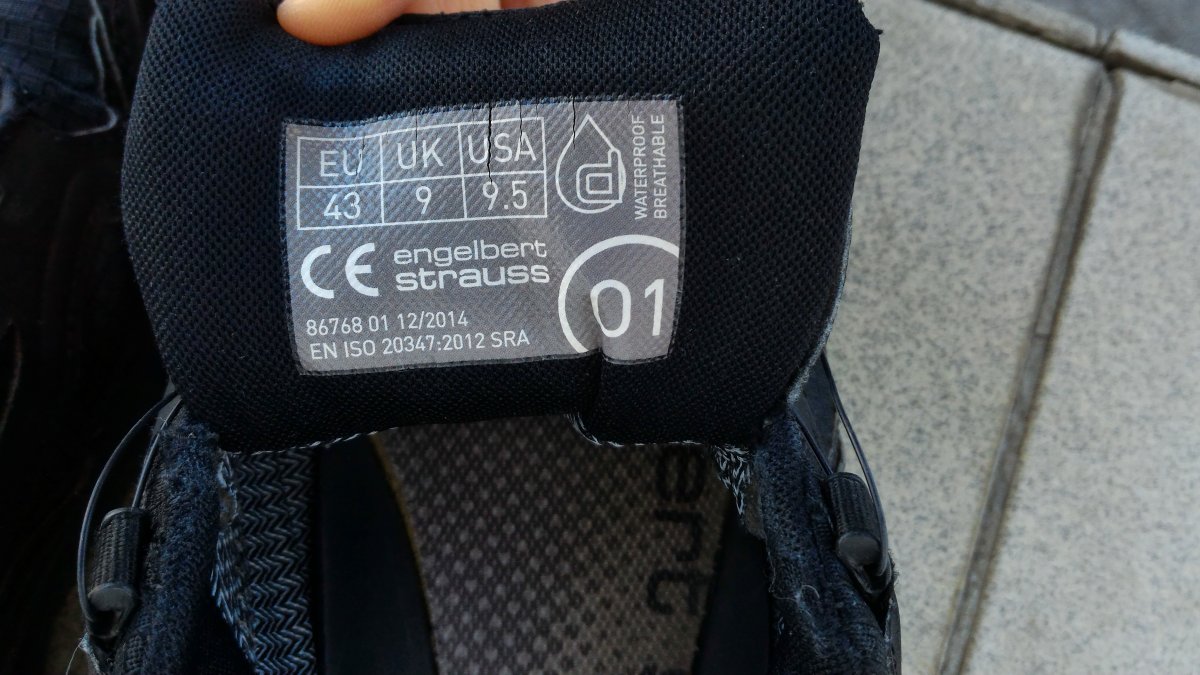 EU UK USA
43 9 9.5
WATERPROOF
BREATHABLE
CE engelbert
strauss
01
86768 01 12/2014
EN ISO 20347:2012 SRA
ert